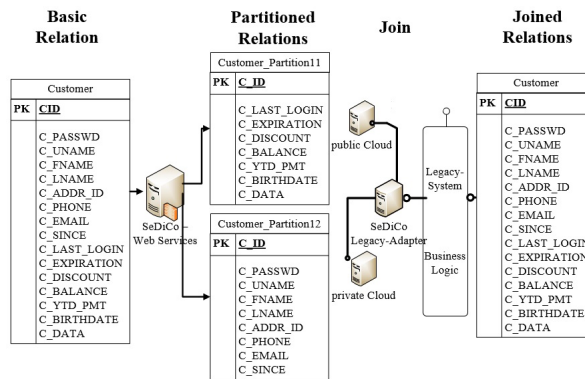 Basic
Relation
Partitioned
Relations
Join
Joined
Relations
Customer
PK CID
C_PASSWD
C_UNAME
C_FNAME
C_LNAME
C_ADDR_ID
C_PHONE
C_EMAIL
C_SINCE
C_LAST_LOGIN
C_EXPIRATION
C_DISCOUNT
C_BALANCE
C_YTD_PMT
C_BIRTHDATE
C_DATA
SeDiCo –
Web Services
Customer_Partition11
PK C_ID
C_LAST_LOGIN
C_EXPIRATION
C_DISCOUNT
C_BALANCE
C_YTD_PMT
C_BIRTHDATE
C_DATA
Customer_Partition12
PK C_ID
C_PASSWD
C_UNAME
C_FNAME
C_LNAME
C_ADDR_ID
C_PHONE
C_EMAIL
C_SINCE
public Cloud
SeDiCo
Legacy-Adapter
private Cloud
Legacy-
System
Business
Logic
Customer
PK CID
C_PASSWD
C_UNAME
C_FNAME
C_LNAME
C_ADDR_ID
C_PHONE
C_EMAIL
C_SINCE
C_LAST_LOGIN
C_EXPIRATION
C_DISCOUNT
C_BALANCE
C_YTD_PMT
C_BIRTHDATE
C_DATA